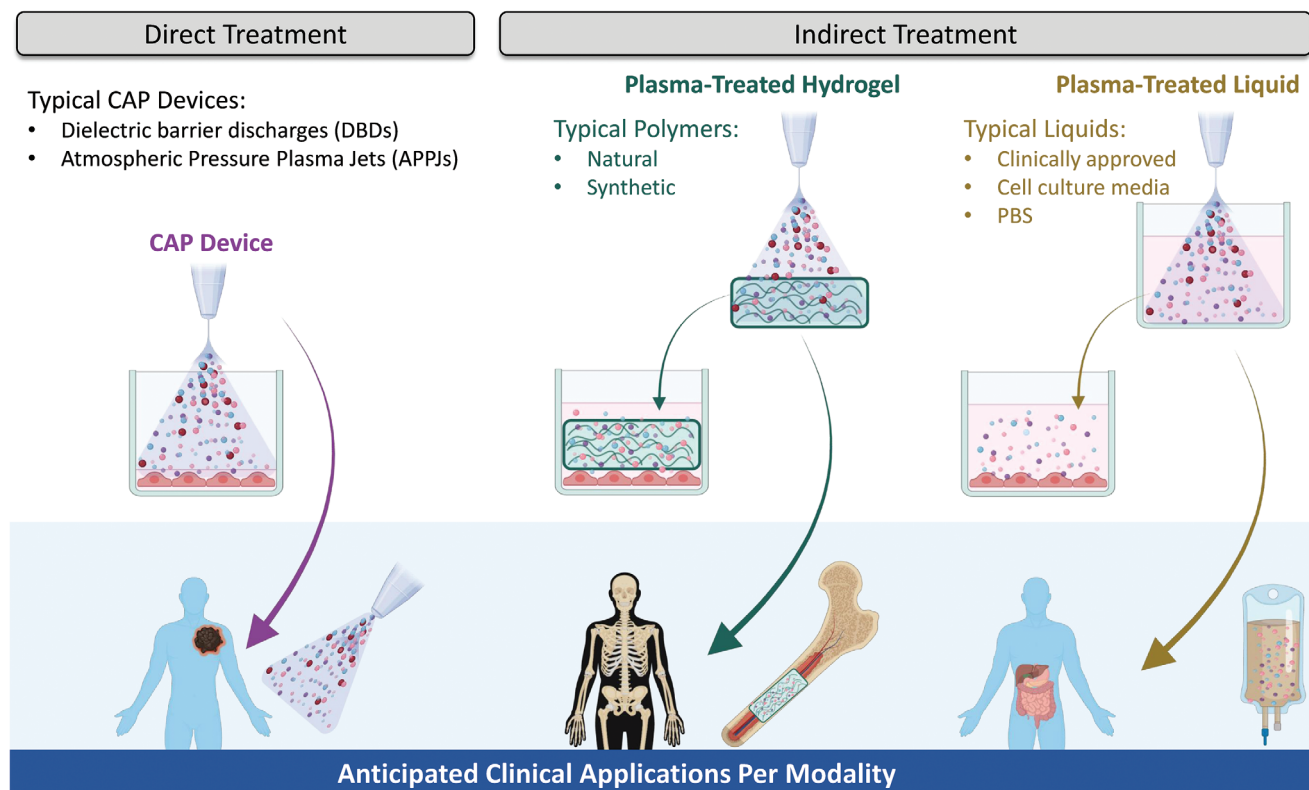 Direct Treatment
Typical CAP Devices:
• Dielectric barrier discharges (DBDs)
• Atmospheric Pressure Plasma Jets (APPJs)
CAP Device
Indirect Treatment
Plasma-Treated Hydrogel
Typical Polymers:
• Natural
• Synthetic
Plasma-Treated Liquid
Typical Liquids:
• Clinically approved
• Cell culture media
• PBS
Anticipated Clinical Applications Per Modality